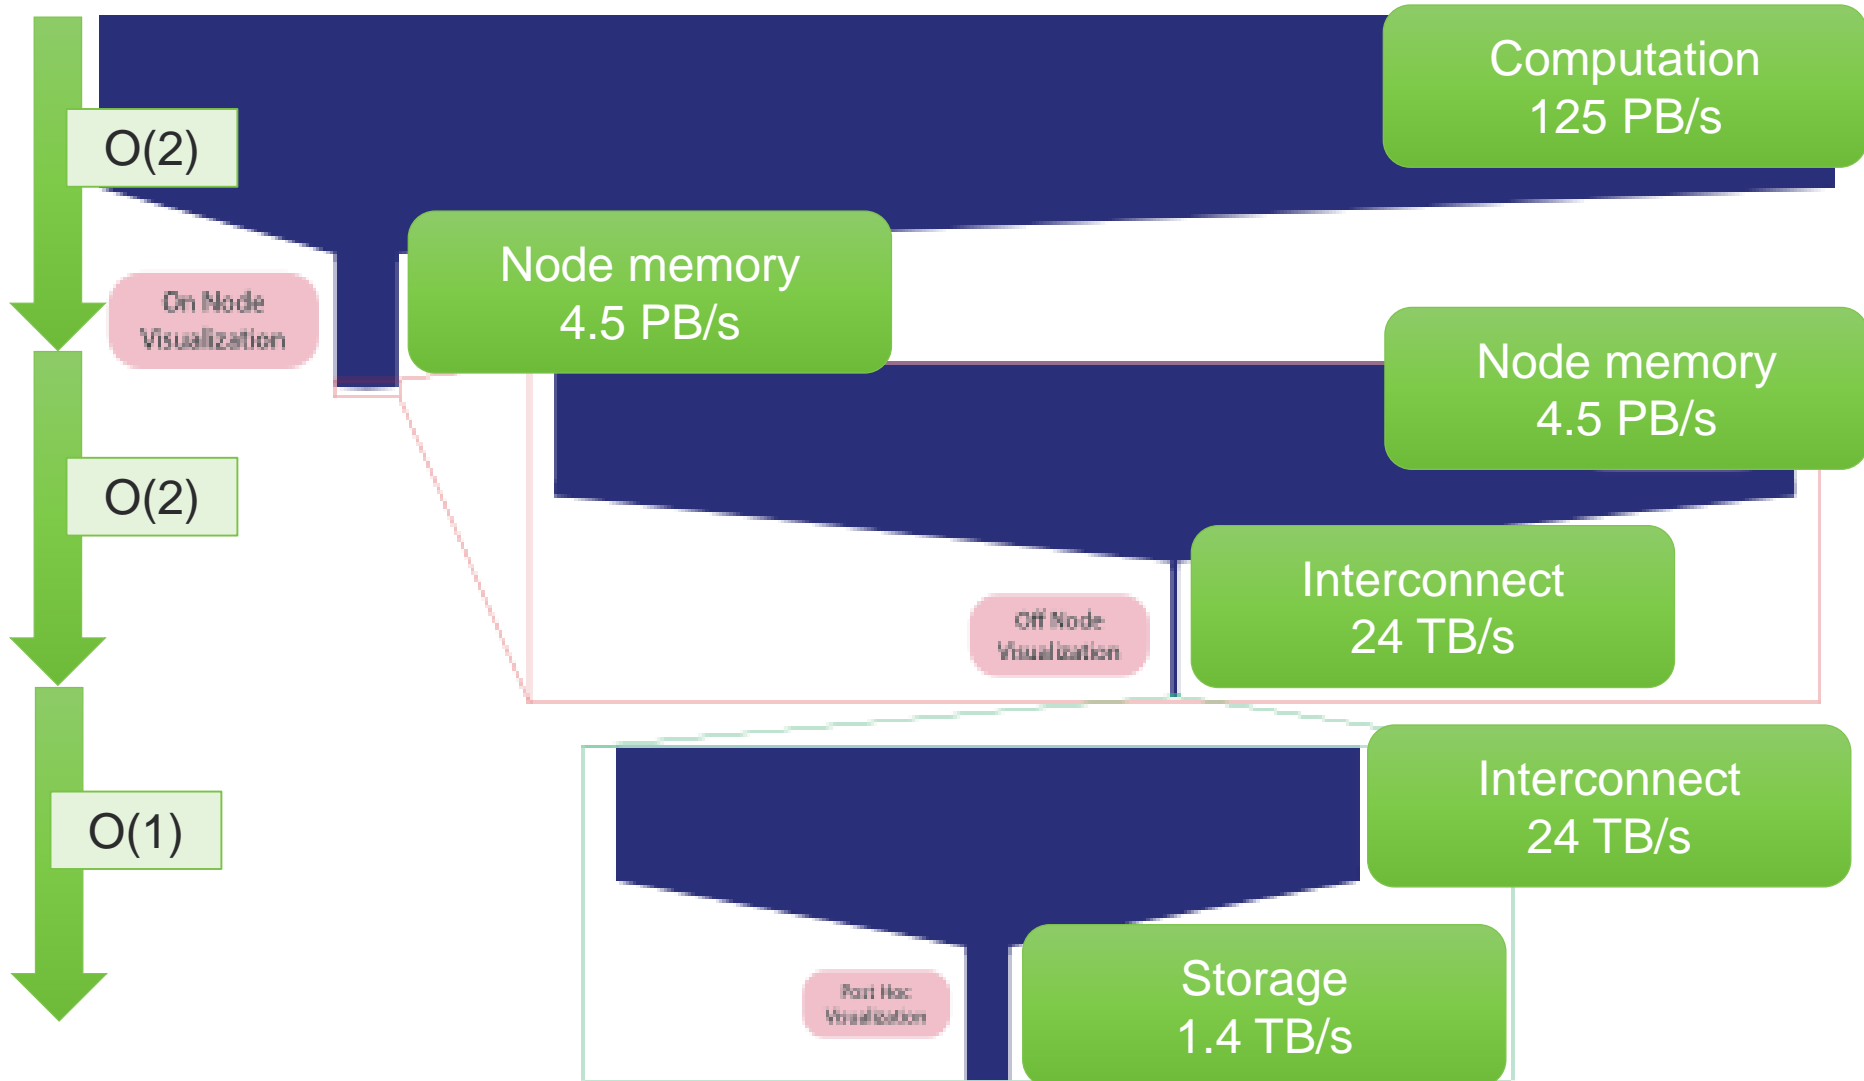 Computation
125 PB/s
O(2)
Node memory
4.5 PB/s
On Node
Visualization
Node memory
4.5 PB/s
O(2)
Interconnect
24 TB/s
Off Node
Visualization
Interconnect
24 TB/s
O(1)
Storage
1.4 TB/s
Post Hoc
Visualization